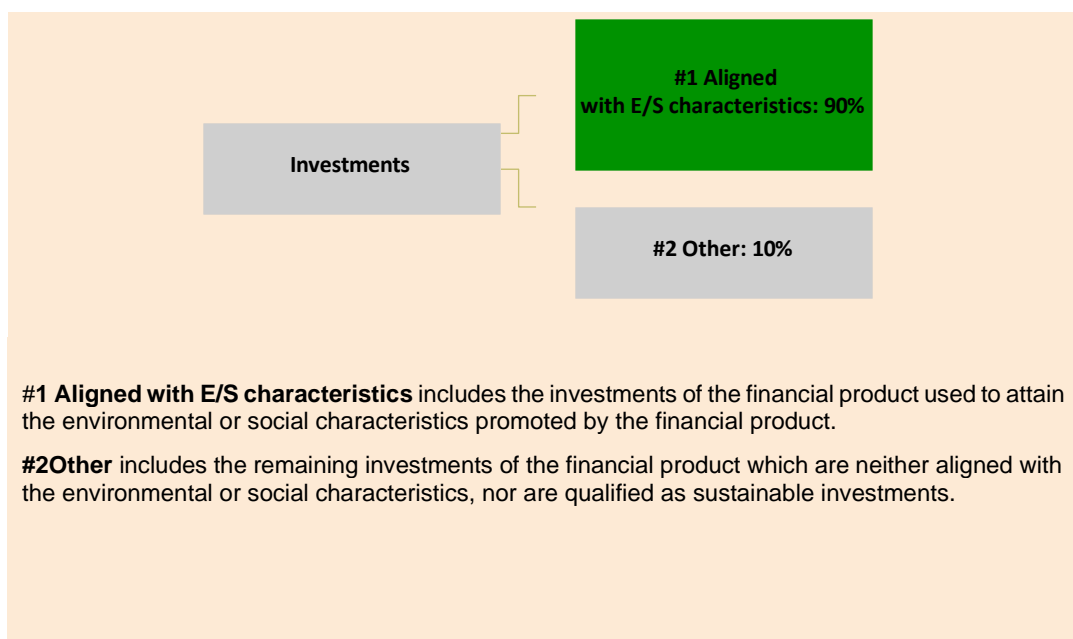 #1 Aligned
with E/S characteristics: 90%
Investments
#2 Other: 10%
#1 Aligned with E/S characteristics includes the investments of the financial product used to attain
the environmental or social characteristics promoted by the financial product.
#2Other includes the remaining investments of the financial product which are neither aligned with
the environmental or social characteristics, nor are qualified as sustainable investments.